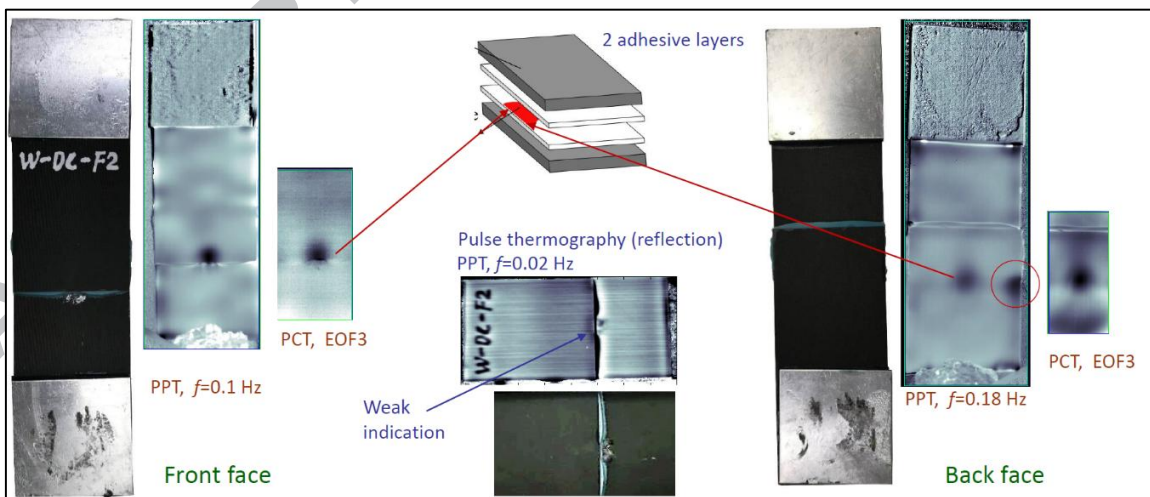 W-DC-F2
PCT, EOF3
PPT, f=0.1 Hz
Front face
2 adhesive layers
Pulse thermography (reflection)
PPT, f=0.02 Hz
W-DC-F2
Weak
indication
PCT, EOF3
PPT, f=0.18 Hz
Back face